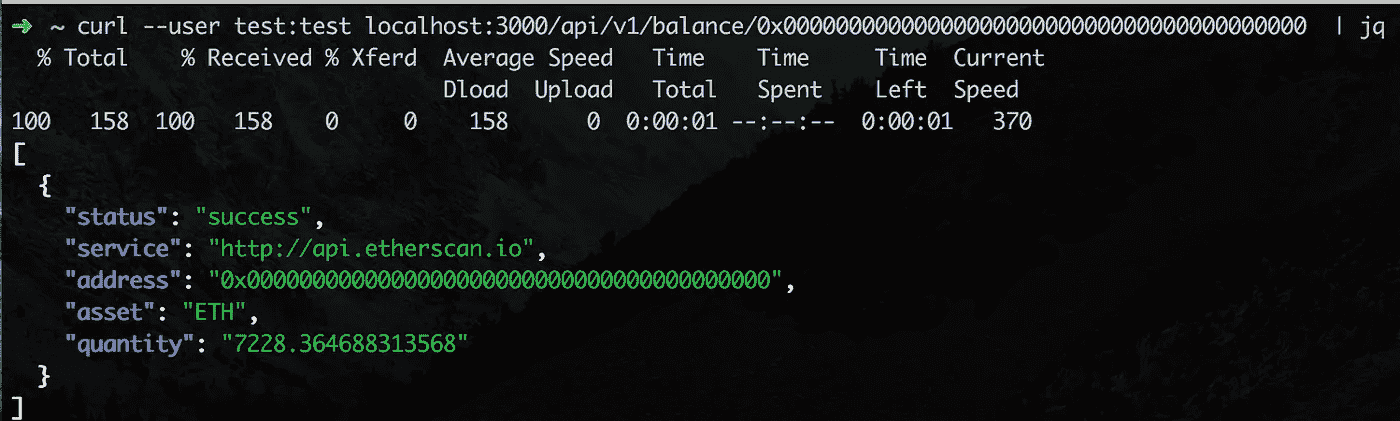 ➜ ~ curl --user test:test localhost:3000/api/v1/balance/0x0000000000000000000000000000000000000000 | jq
% Total % Received % Xferd Average Speed Time Time Time Current
Dload Upload Total Spent Left Speed
100 158 100 158 0 0 158 0 0:00:01 --:--:-- 0:00:01 370
[
{
"status": "success",
"service": "http://api.etherscan.io",
"address": "0x0000000000000000000000000000000000000000",
"asset": "ETH",
"quantity": "7228.364688313568"
}
]